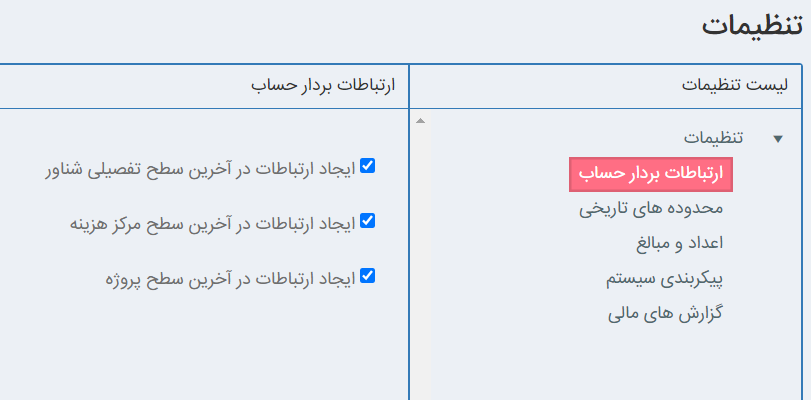 تنظیمات
لیست تنظیمات
تنظیمات
ارتباطات بردار حساب
محدوده های تاریخی
اعداد و مبالغ
پیکربندی سیستم
گزارش های مالی
ارتباطات بردار حساب
ایجاد ارتباطات در آخرین سطح تفصیلی شناور
ایجاد ارتباطات در آخرین سطح مرکز هزینه
ایجاد ارتباطات در آخرین سطح پروژه